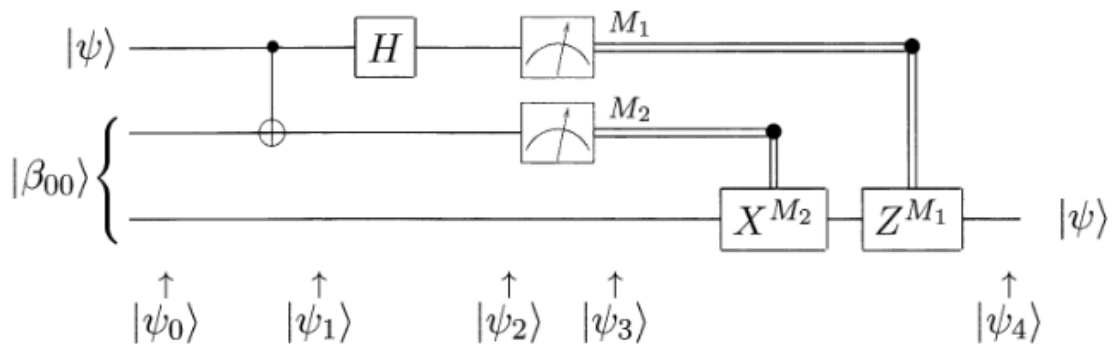 |ψ⟩ H M₁
M₂
|β₀₀⟩
X^{M₂} Z^{M₁} |ψ⟩
↑ ↑ ↑ ↑ ↑
|ψ₀⟩ |ψ₁⟩ |ψ₂⟩ |ψ₃⟩ |ψ₄⟩